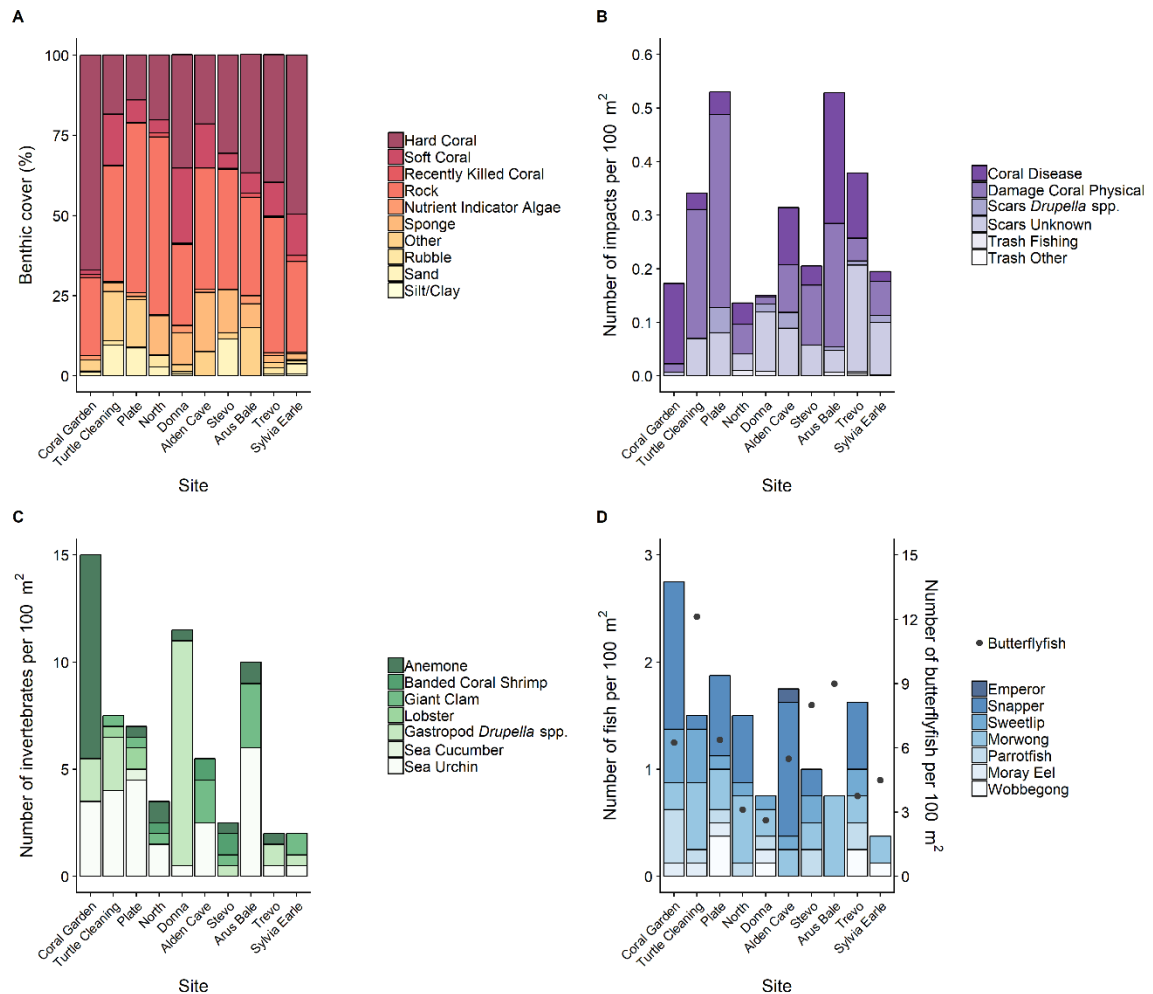 A
Benthic cover (%)
100
75
50
25
0
Coral Garden
Turtle Cleaning
Plate
North
Donna
Alden Cave
Stevo
Arus Bale
Trevo
Sylvia Earle
Site
Hard Coral
Soft Coral
Recently Killed Coral
Rock
Nutrient Indicator Algae
Sponge
Other
Rubble
Sand
Silt/Clay
B
Number of impacts per 100 m²
0.6
0.5
0.4
0.3
0.2
0.1
0.0
Coral Garden
Turtle Cleaning
Plate
North
Donna
Alden Cave
Stevo
Arus Bale
Trevo
Sylvia Earle
Site
Coral Disease
Damage Coral Physical
Scars Drupella spp.
Scars Unknown
Trash Fishing
Trash Other
C
Number of invertebrates per 100 m²
15
10
5
0
Coral Garden
Turtle Cleaning
Plate
North
Donna
Alden Cave
Stevo
Arus Bale
Trevo
Sylvia Earle
Site
Anemone
Banded Coral Shrimp
Giant Clam
Lobster
Gastropod Drupella spp.
Sea Cucumber
Sea Urchin
D
Number of fish per 100 m²
3
2
1
0
Coral Garden
Turtle Cleaning
Plate
North
Donna
Alden Cave
Stevo
Arus Bale
Trevo
Sylvia Earle
Site
15
12
9
6
3
0
Number of butterflyfish per 100 m²
Butterflyfish
Emperor
Snapper
Sweetlip
Morwong
Parrotfish
Moray Eel
Wobbegong